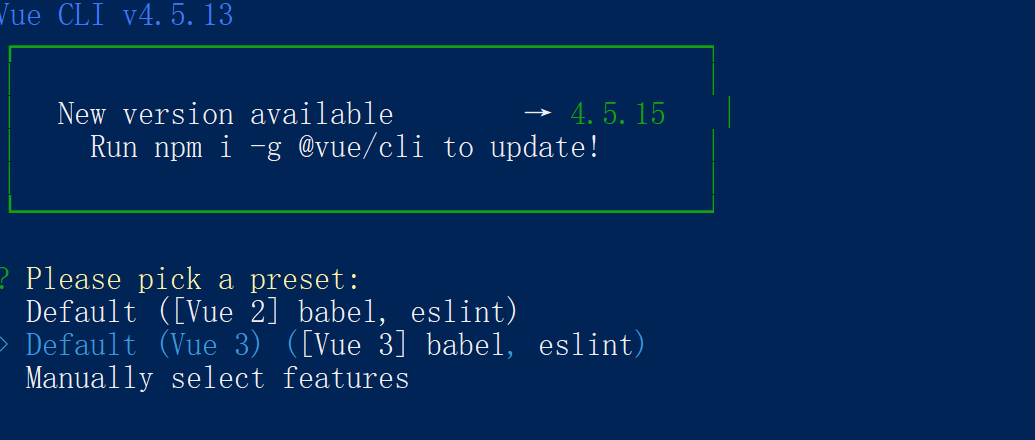 Vue CLI v4.5.13
New version available → 4.5.15
Run npm i -g @vue/cli to update!
? Please pick a preset:
Default ([Vue 2] babel, eslint)
> Default (Vue 3) ([Vue 3] babel, eslint)
Manually select features